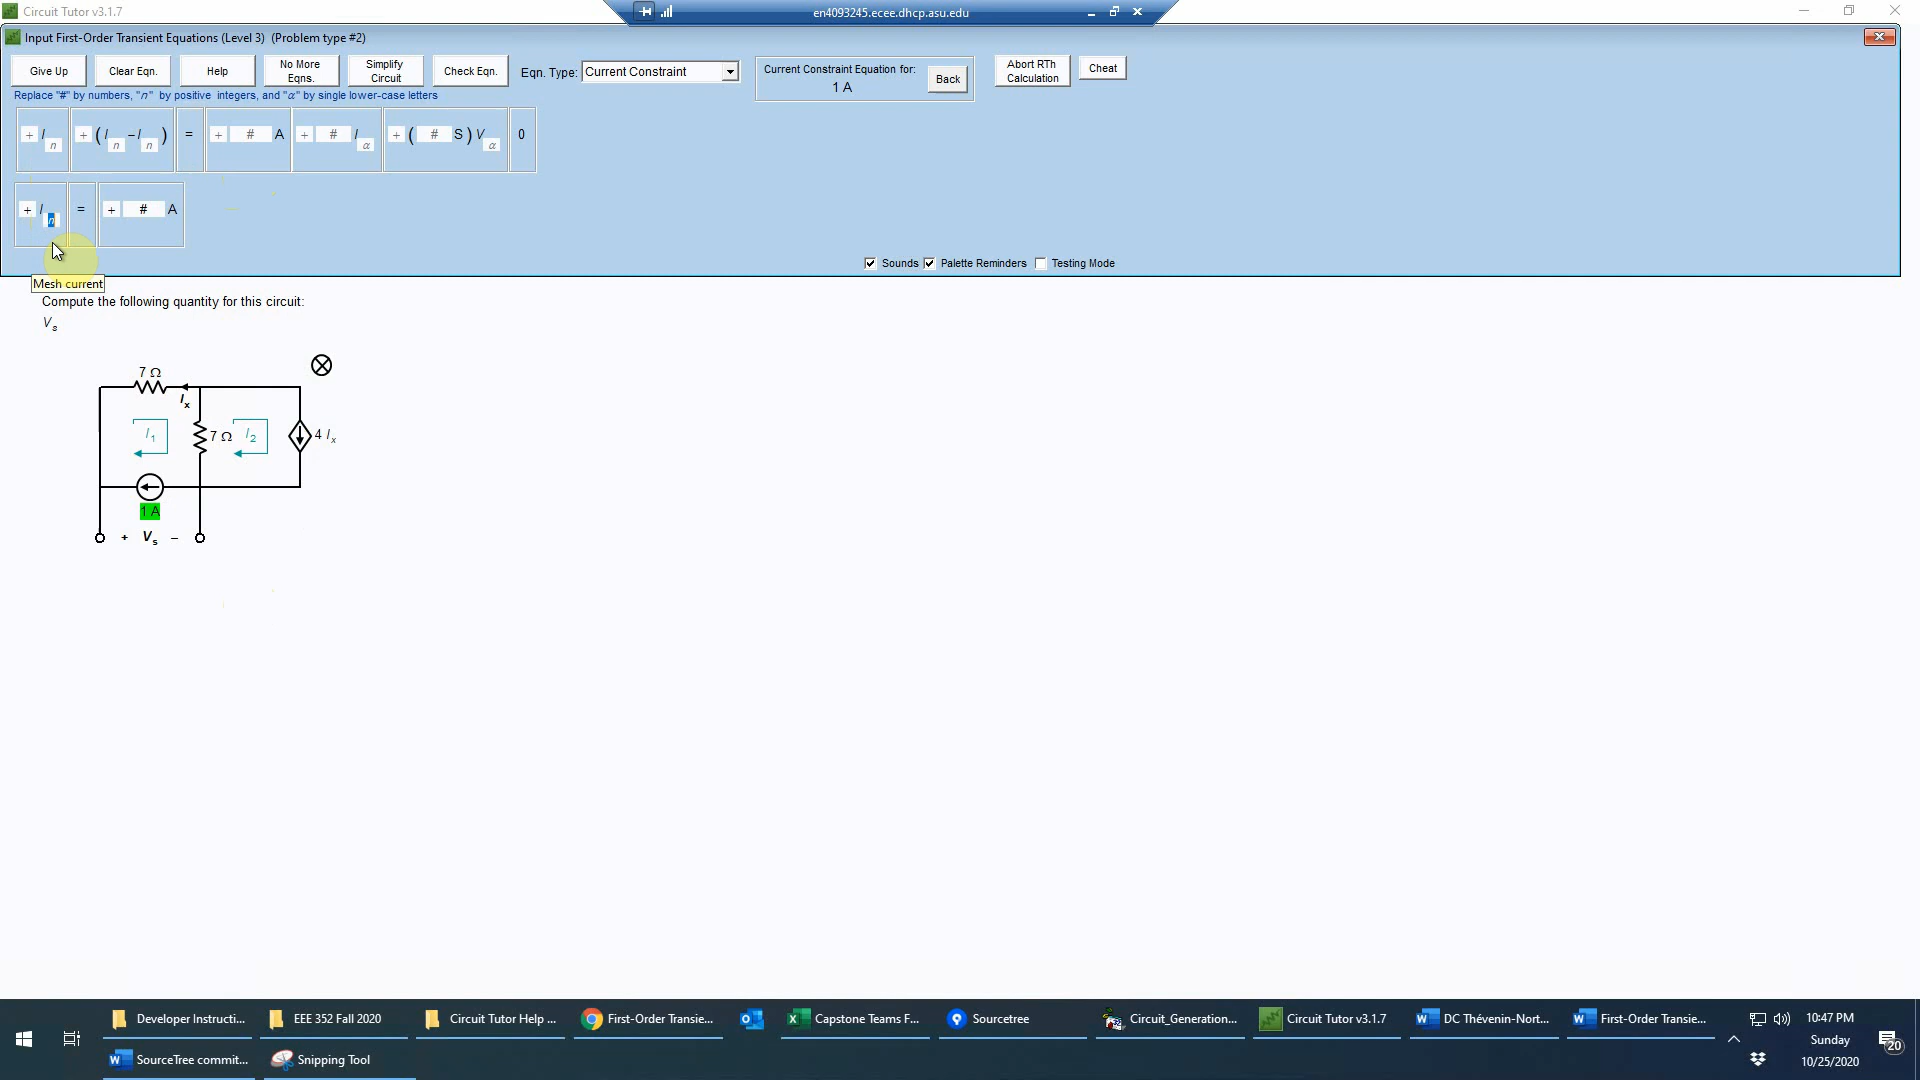 Circuit Tutor v3.1.7
en4093245.ecee.dhcp.asu.edu
Input First-Order Transient Equations (Level 3) (Problem type #2)
Give Up
Clear Eqn.
Help
No More Eqns.
Simplify Circuit
Check Eqn.
Eqn. Type: Current Constraint
Current Constraint Equation for:
1 A
Back
Abort RTh Calculation
Cheat
Replace "#" by numbers, "n" by positive integers, and "α" by single lower-case letters
+ I n + ( I n − I n ) = + # A + # I α + ( # S ) V α 0
+ I n = + # A
Sounds Palette Reminders Testing Mode
Mesh current
Compute the following quantity for this circuit:
V s
7 Ω
I x
I 1
7 Ω
I 2
4 I x
1 A
+ V s −
Developer Instructi...
EEE 352 Fall 2020
Circuit Tutor Help ...
First-Order Transie...
Capstone Teams F...
Sourcetree
Circuit_Generation...
Circuit Tutor v3.1.7
DC Thévenin-Nort...
First-Order Transie...
SourceTree commit...
Snipping Tool
10:47 PM
Sunday
10/25/2020
20